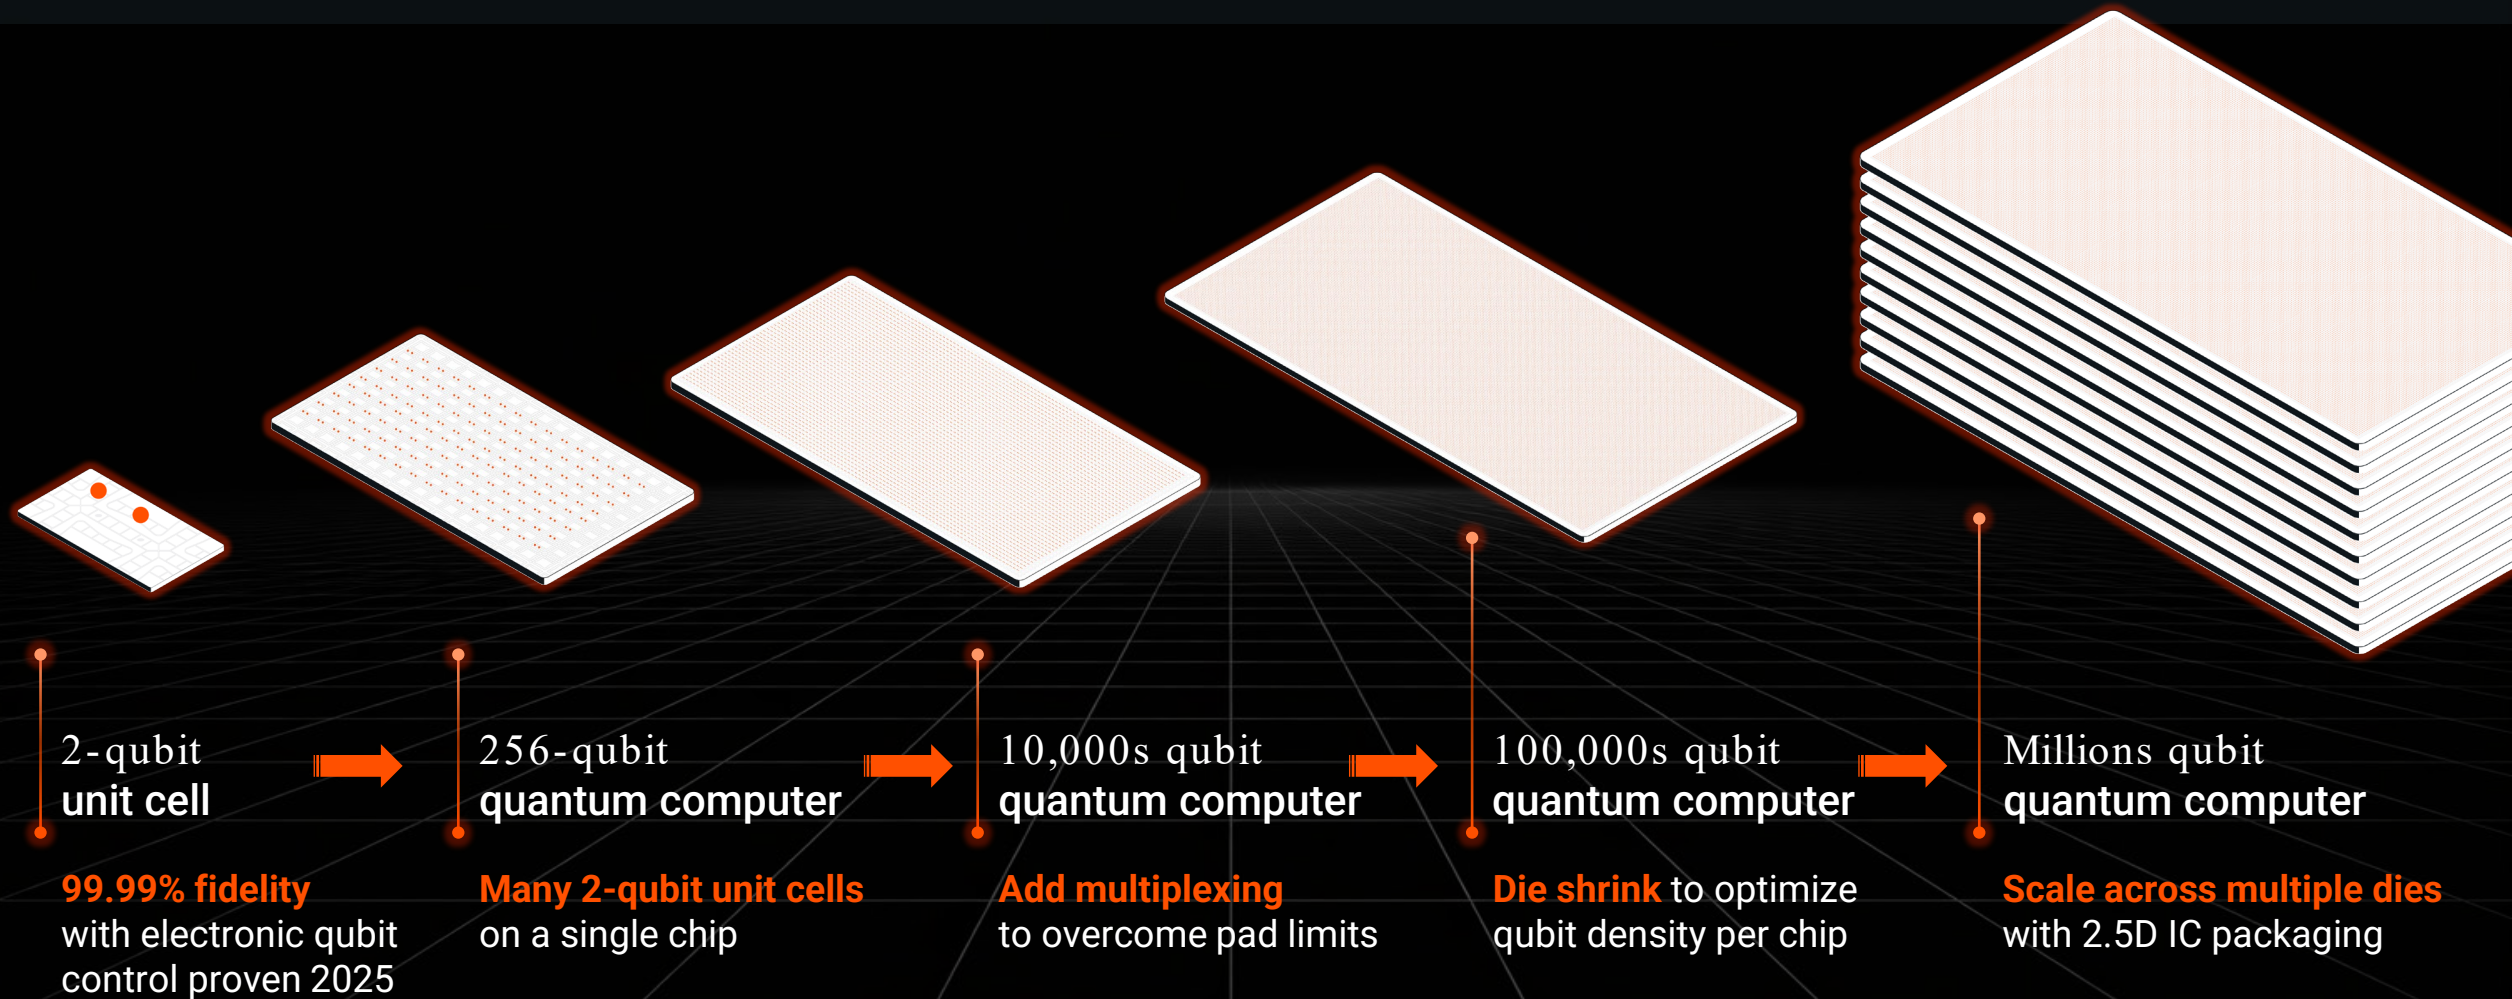 2-qubit
unit cell
99.99% fidelity
with electronic qubit
control proven 2025
256-qubit
quantum computer
Many 2-qubit unit cells
on a single chip
10,000s qubit
quantum computer
Add multiplexing
to overcome pad limits
100,000s qubit
quantum computer
Die shrink to optimize
qubit density per chip
Millions qubit
quantum computer
Scale across multiple dies
with 2.5D IC packaging